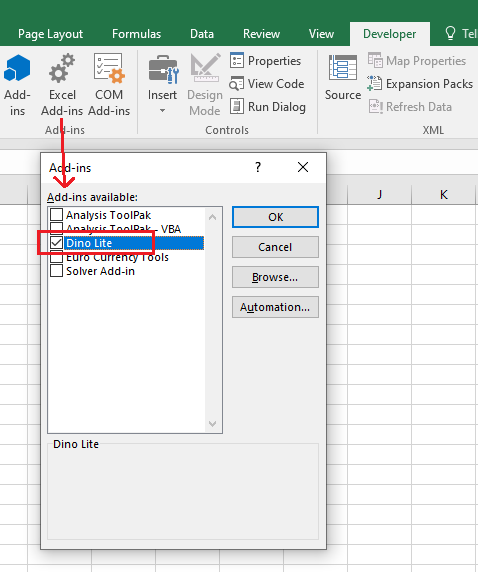 Page Layout Formulas Data Review View Developer Tel
Add-
ins
Excel
Add-ins
COM
Add-ins
Insert
Design
Mode
Properties
View Code
Run Dialog
Source
Map Properties
Expansion Packs
Refresh Data
Add-ins
Controls
XML
Add-ins ?
Add-ins available:
Analysis ToolPak
Analysis ToolPak - VBA
Dino Lite
Euro Currency Tools
Solver Add-in
OK
Cancel
Browse...
Automation...
Dino Lite
J K